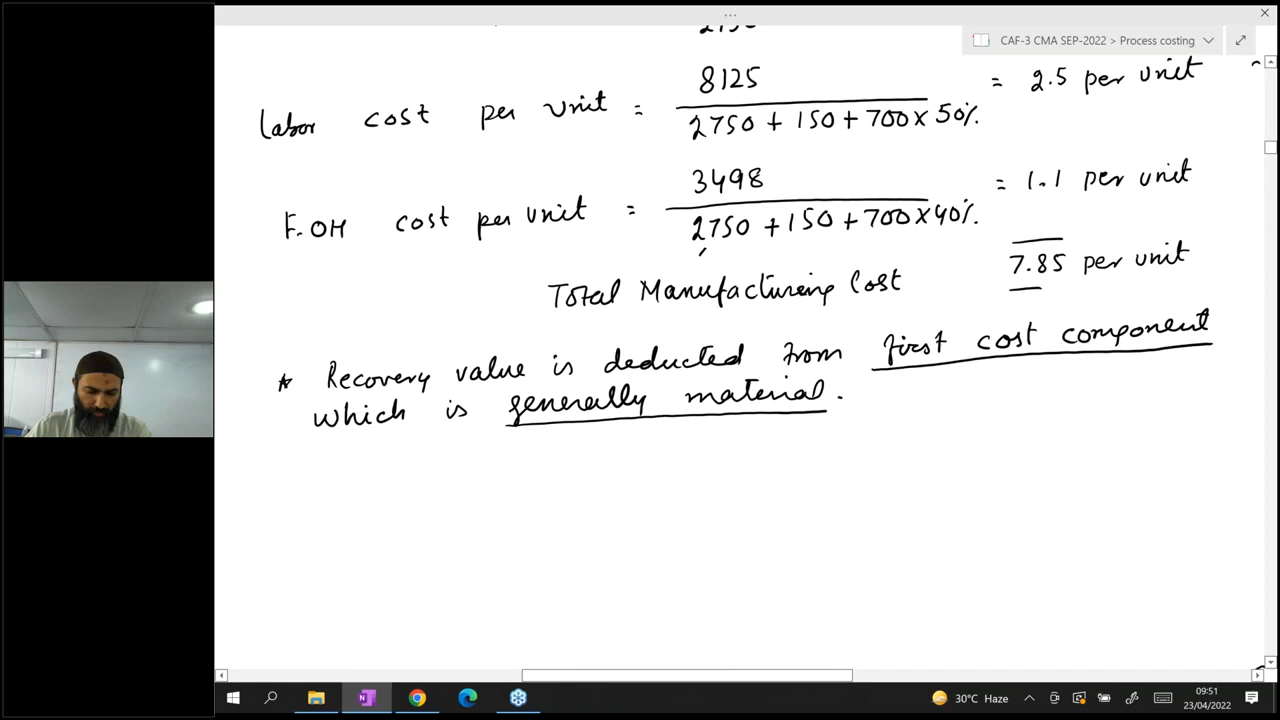 CAF-3 CMA SEP-2022 > Process costing
2750
8125
Labor cost per unit = = 2.5 per unit
2750 + 150 + 700 x 50%
3498
F.OH cost per unit = = 1.1 per unit
2750 + 150 + 700 x 40%
7.85 per unit
Total Manufacturing Cost
* Recovery value is deducted from first cost component
which is generally material.
30°C Haze
09:51
23/04/2022